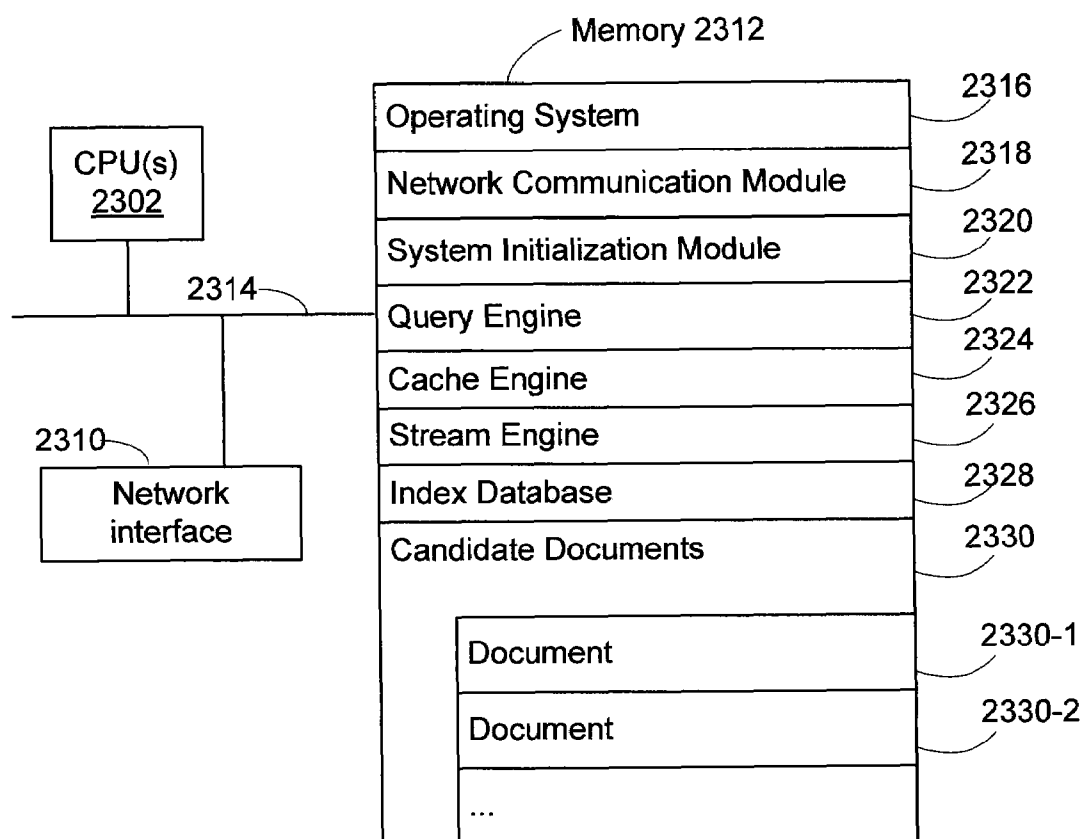 Memory 2312
Operating System
2316
CPU(s)
2302
Network Communication Module
2318
System Initialization Module
2320
2314
Query Engine
2322
Cache Engine
2324
Stream Engine
2326
2310
Network
interface
Index Database
2328
Candidate Documents
2330
Document
2330-1
Document
2330-2
...